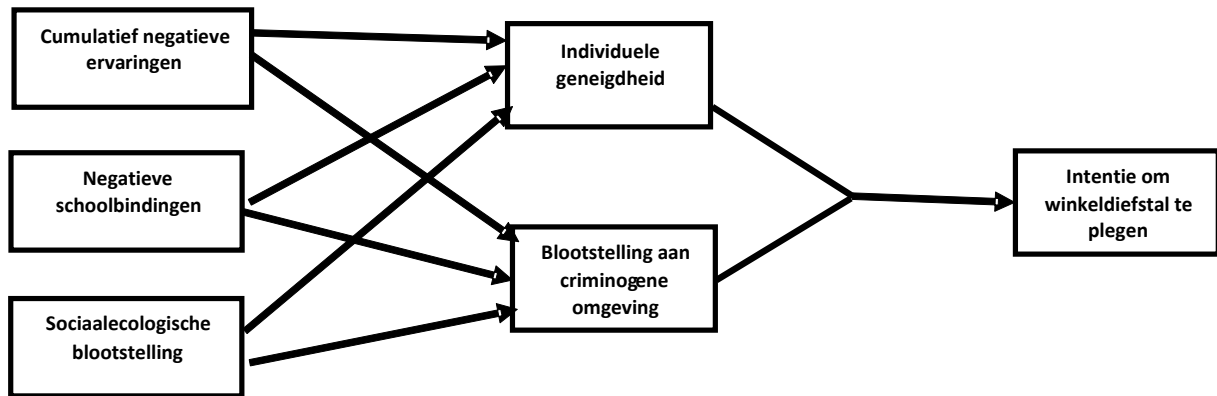 Cumulatief negatieve
ervaringen
Individuele
geneigdheid
Negatieve
schoolbindingen
Intentie om
winkeldiefstal te
plegen
Blootstelling aan
criminogene
omgeving
Sociaalecologische
blootstelling